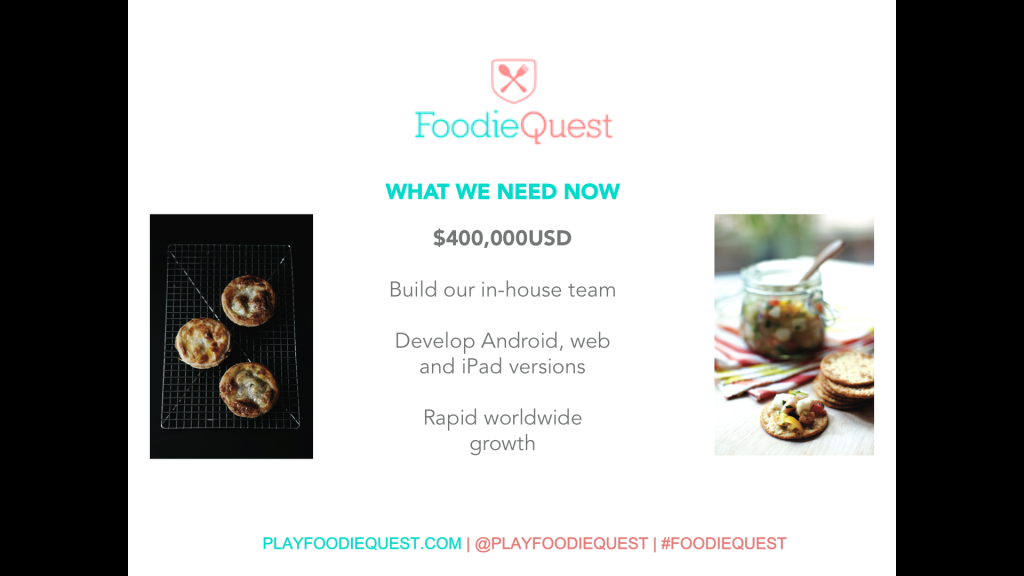 FoodieQuest
WHAT WE NEED NOW
$400,000USD
Build our in-house team
Develop Android, web
and iPad versions
Rapid worldwide
growth
PLAYFOODIEQUEST.COM | @PLAYFOODIEQUEST | #FOODIEQUEST